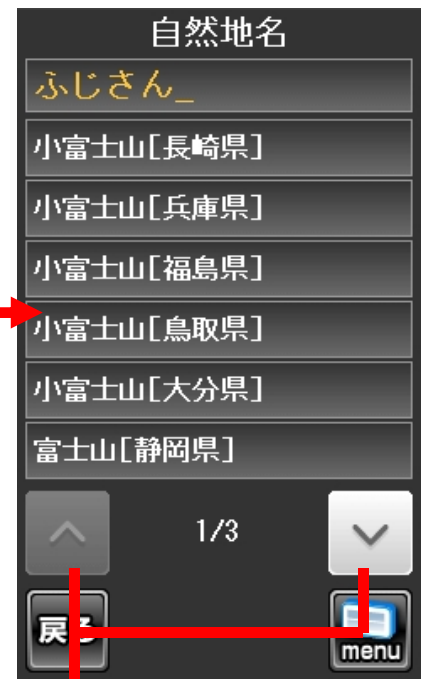 自然地名
ふじさん_
小富士山[長崎県]
小富士山[兵庫県]
小富士山[福島県]
小富士山[鳥取県]
小富士山[大分県]
富士山[静岡県]
1/3
戻る
menu